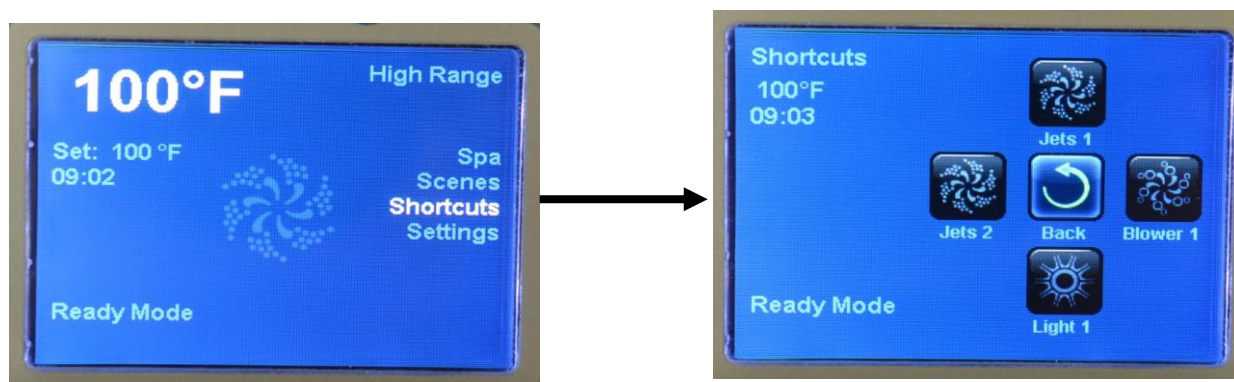 100°F
High Range
Set: 100 °F
09:02
Spa
Scenes
Shortcuts
Settings
Ready Mode
Shortcuts
100°F
09:03
Jets 1
Jets 2
Back
Blower 1
Ready Mode
Light 1